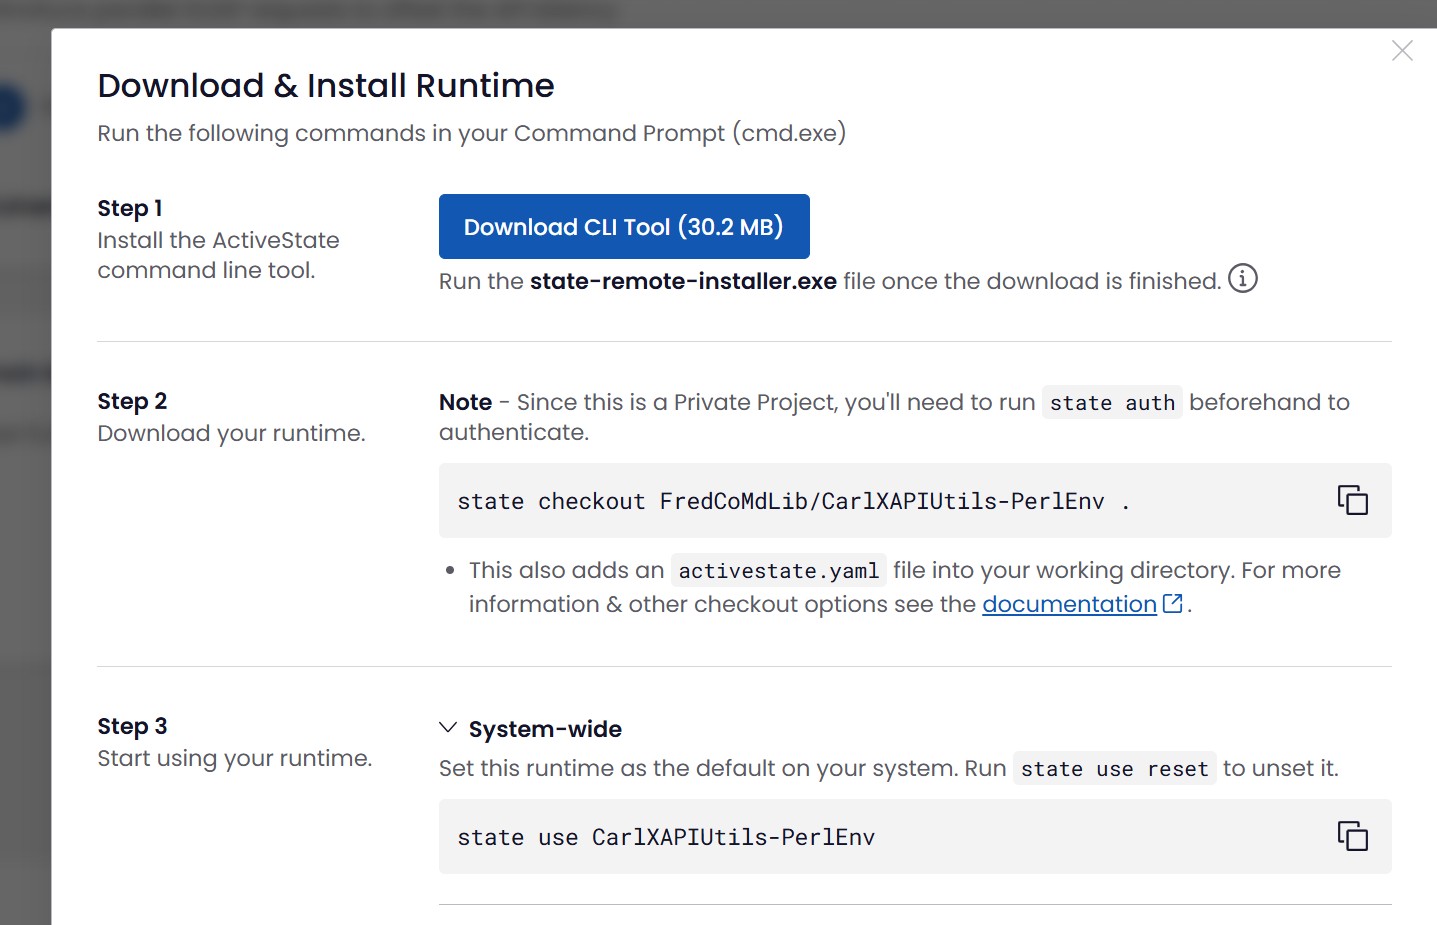 Download & Install Runtime
Run the following commands in your Command Prompt (cmd.exe)
Step 1
Install the ActiveState
command line tool.
Download CLI Tool (30.2 MB)
Run the state-remote-installer.exe file once the download is finished.
Step 2
Download your runtime.
Note - Since this is a Private Project, you'll need to run state auth beforehand to
authenticate.
state checkout FredCoMdLib/CarlXAPIUtils-PerlEnv .
• This also adds an activestate.yaml file into your working directory. For more
information & other checkout options see the documentation.
Step 3
Start using your runtime.
System-wide
Set this runtime as the default on your system. Run state use reset to unset it.
state use CarlXAPIUtils-PerlEnv